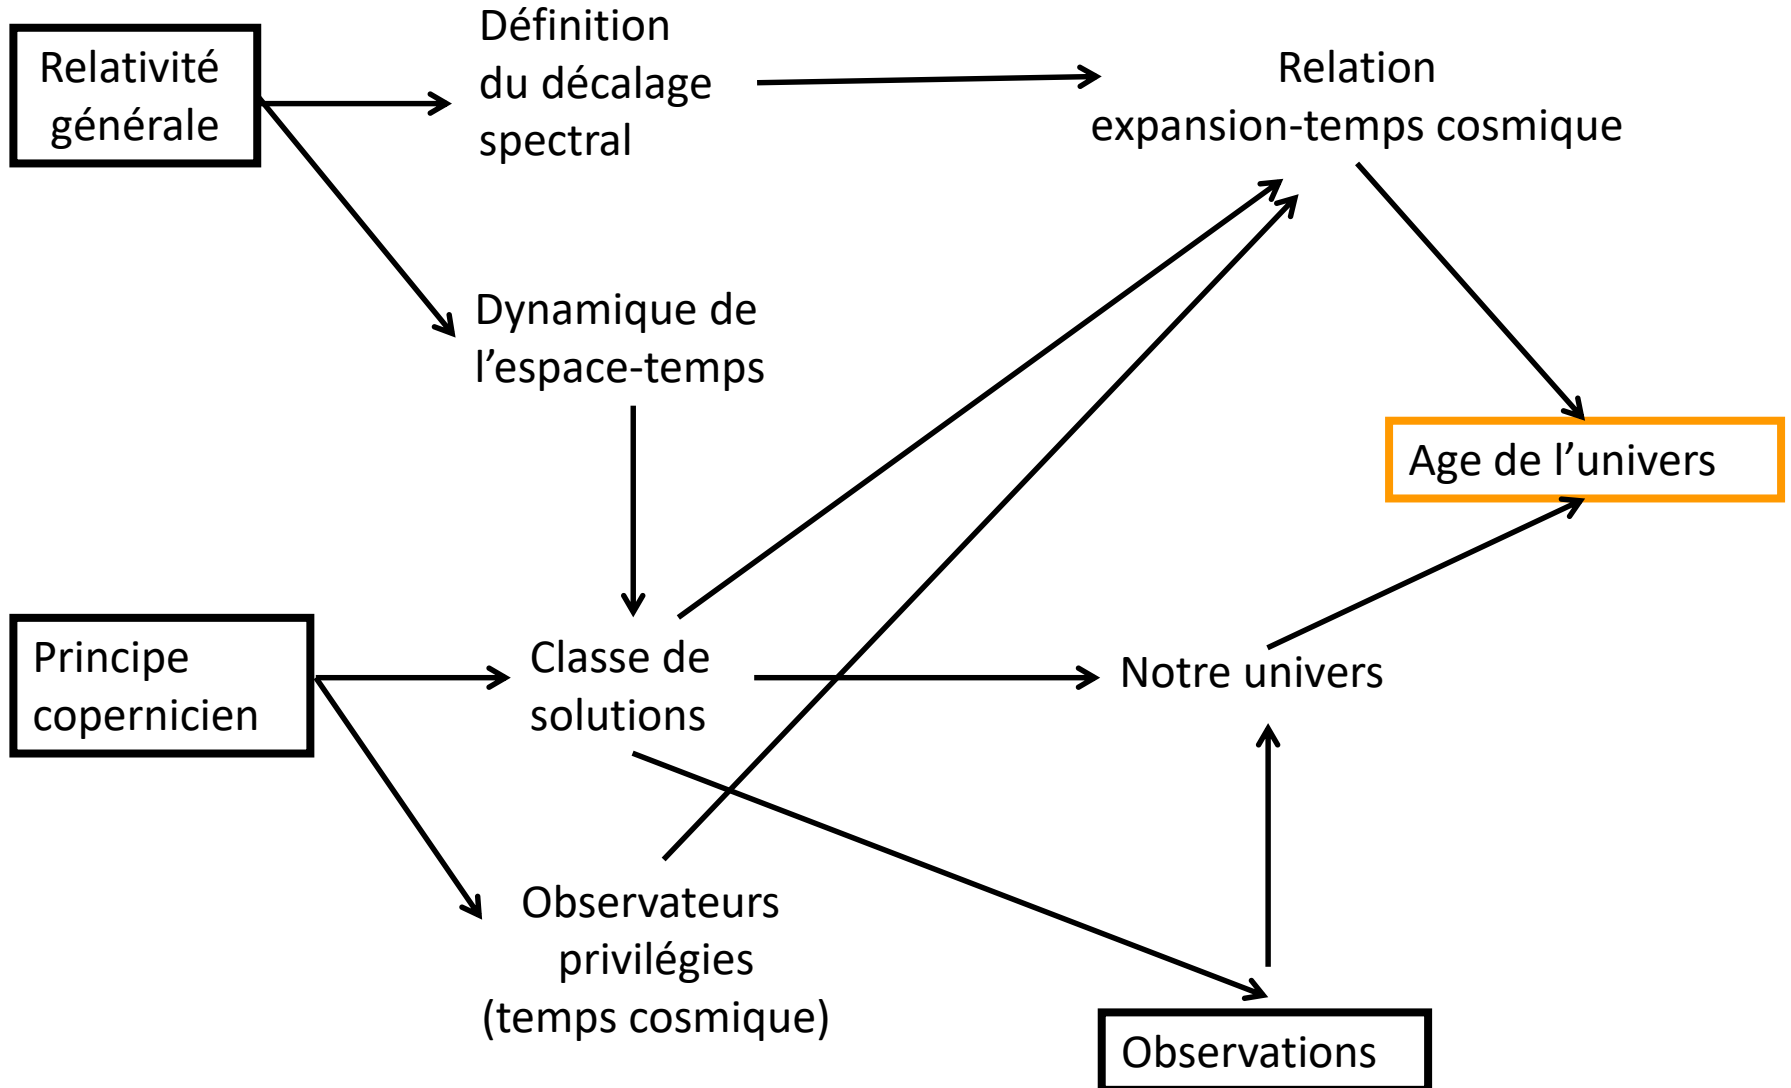 Relativité
générale
Définition
du décalage
spectral
Relation
expansion-temps cosmique
Dynamique de
l’espace-temps
Age de l’univers
Principe
copernicien
Classe de
solutions
Notre univers
Observateurs
privilégies
(temps cosmique)
Observations